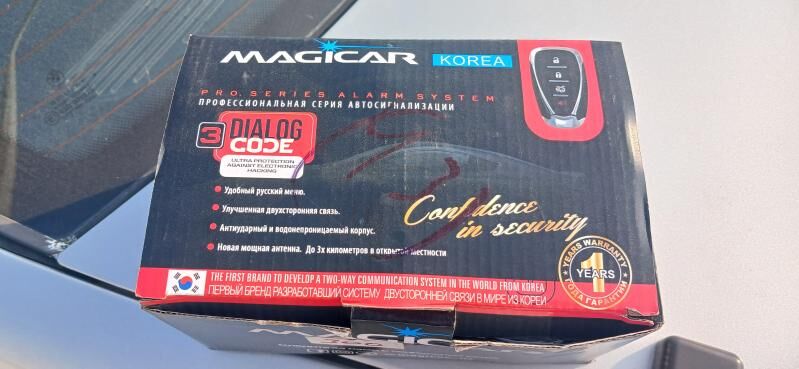 MAGICAR KOREA
PRO. SERIES ALARM SYSTEM
ПРОФЕССИОНАЛЬНАЯ СЕРИЯ АВТОСИГНАЛИЗАЦИИ
3 DIALOG
CODE
ULTRA PROTECTION
AGAINST ELECTRONIC
HACKING
Удобный русский меню.
Улучшенная двухсторонняя связь.
Антиударный и водонепроницаемый корпус.
Новая мощная антенна. До 3х километров в открытой местности
Confidence
in security
YEARS WARRANTY
1
YEARS
ГОДА ГАРАНТИИ
THE FIRST BRAND TO DEVELOP A TWO-WAY COMMUNICATION SYSTEM IN THE WORLD FROM KOREA
ПЕРВЫЙ БРЕНД РАЗРАБОТАВШИЙ СИСТЕМУ ДВУСТОРОННЕЙ СВЯЗИ В МИРЕ ИЗ КОРЕИ